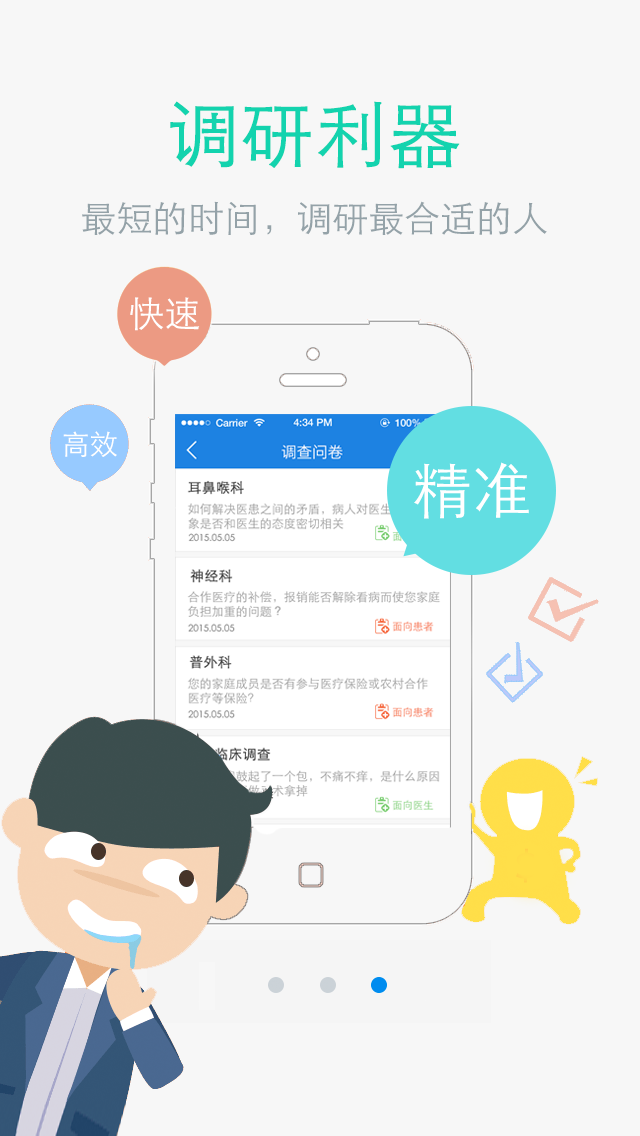 调研利器
最短的时间，调研最合适的人
快速
高效
精准
Carrier
4:34 PM
100%
调查问卷
耳鼻喉科
如何解决医患之间的矛盾，病人对医生
象是否和医生的态度密切相关
2015.05.05
面
神经科
合作医疗的补偿，报销能否解除看病而使您家庭
负担加重的问题？
2015.05.05
面向患者
普外科
您的家庭成员是否有参与医疗保险或农村合作
医疗等保险?
2015.05.05
面向患者
临床调查
鼓起了一个包，不痛不痒，是什么原因
术拿掉
面向医生